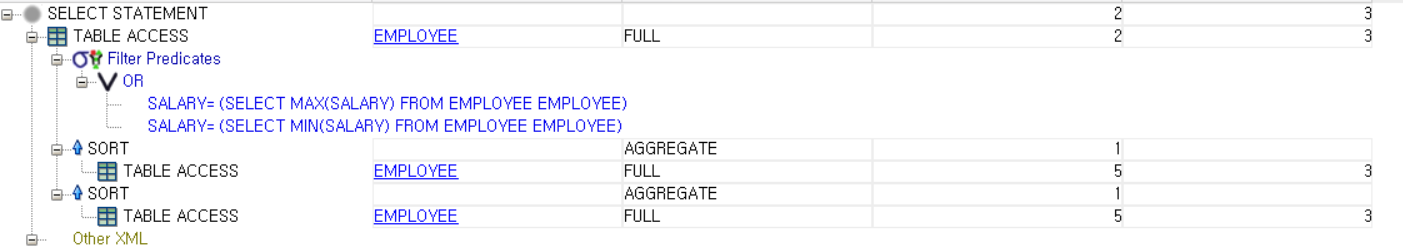 SELECT STATEMENT 2 3
TABLE ACCESS EMPLOYEE FULL 2 3
Filter Predicates
OR
SALARY= (SELECT MAX(SALARY) FROM EMPLOYEE EMPLOYEE)
SALARY= (SELECT MIN(SALARY) FROM EMPLOYEE EMPLOYEE)
SORT AGGREGATE 1
TABLE ACCESS EMPLOYEE FULL 5 3
SORT AGGREGATE 1
TABLE ACCESS EMPLOYEE FULL 5 3
Other XML